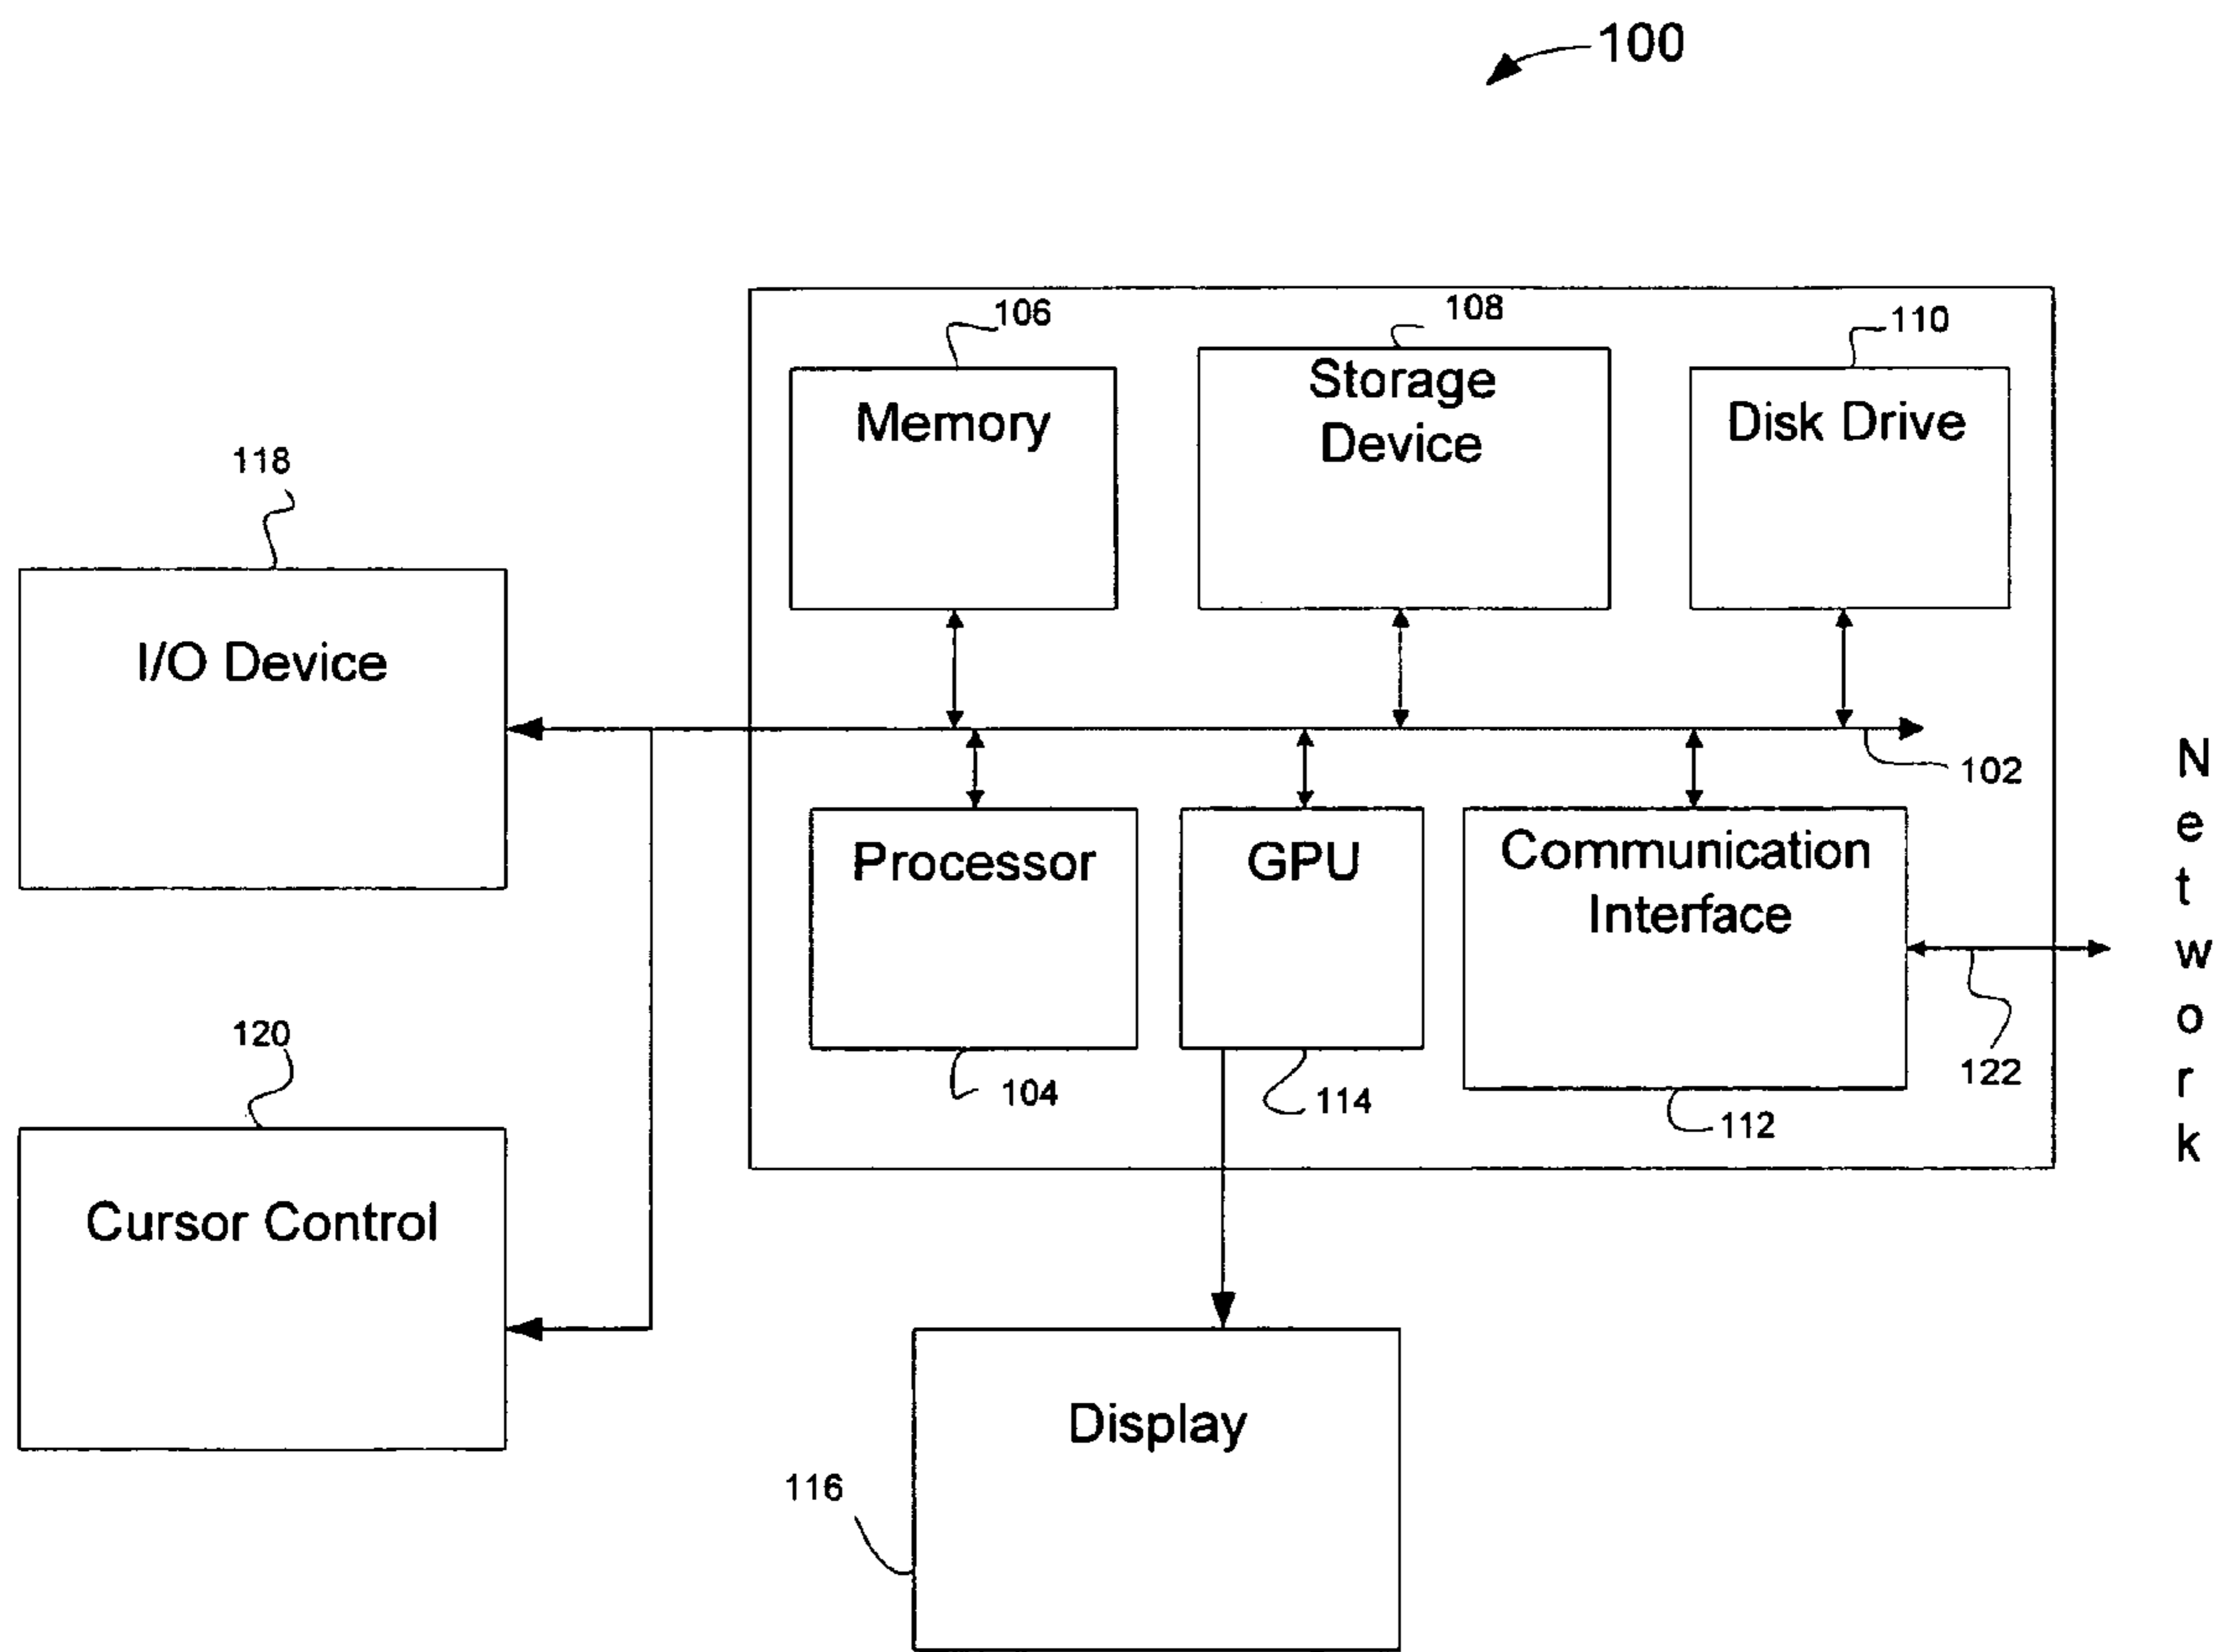 100
106
108
110
Memory
Storage
Device
Disk Drive
118
I/O Device
102
Processor
GPU
Communication
Interface
104
114
112
122
Network
120
Cursor Control
Display
116